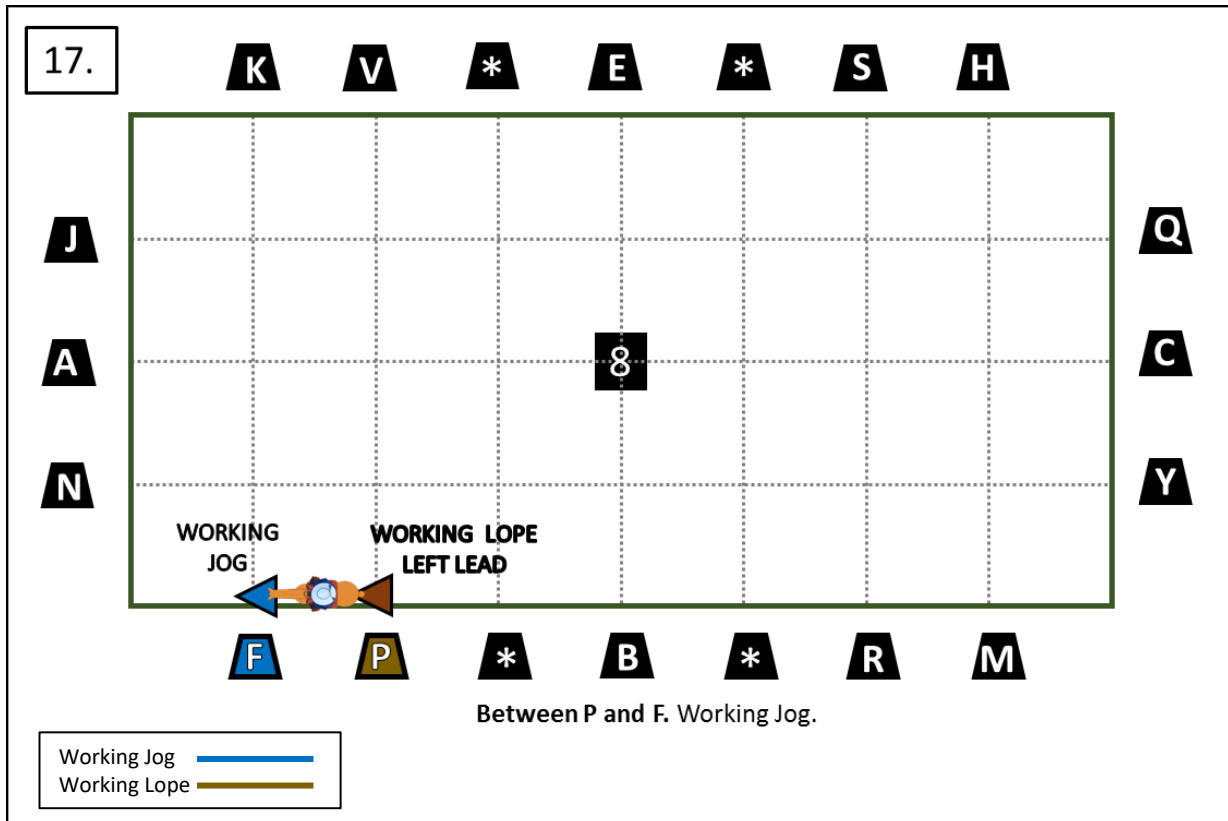 17.
K V * E * S H
J Q
A 8 C
N Y
WORKING
JOG
WORKING LOPE
LEFT LEAD
F P * B * R M
Between P and F. Working Jog.
Working Jog
Working Lope